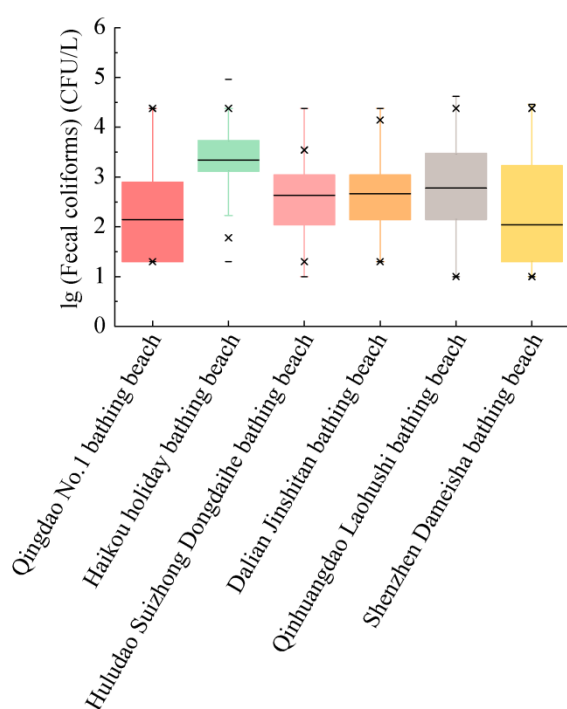 lg (Fecal coliforms) (CFU/L)
6
5
4
3
2
1
0
Qingdao No.1 bathing beach
Haikou holiday bathing beach
Huludao Suizhong Dongdaihe bathing beach
Dalian Jinshitan bathing beach
Qinhuangdao Laohushi bathing beach
Shenzhen Dameisha bathing beach